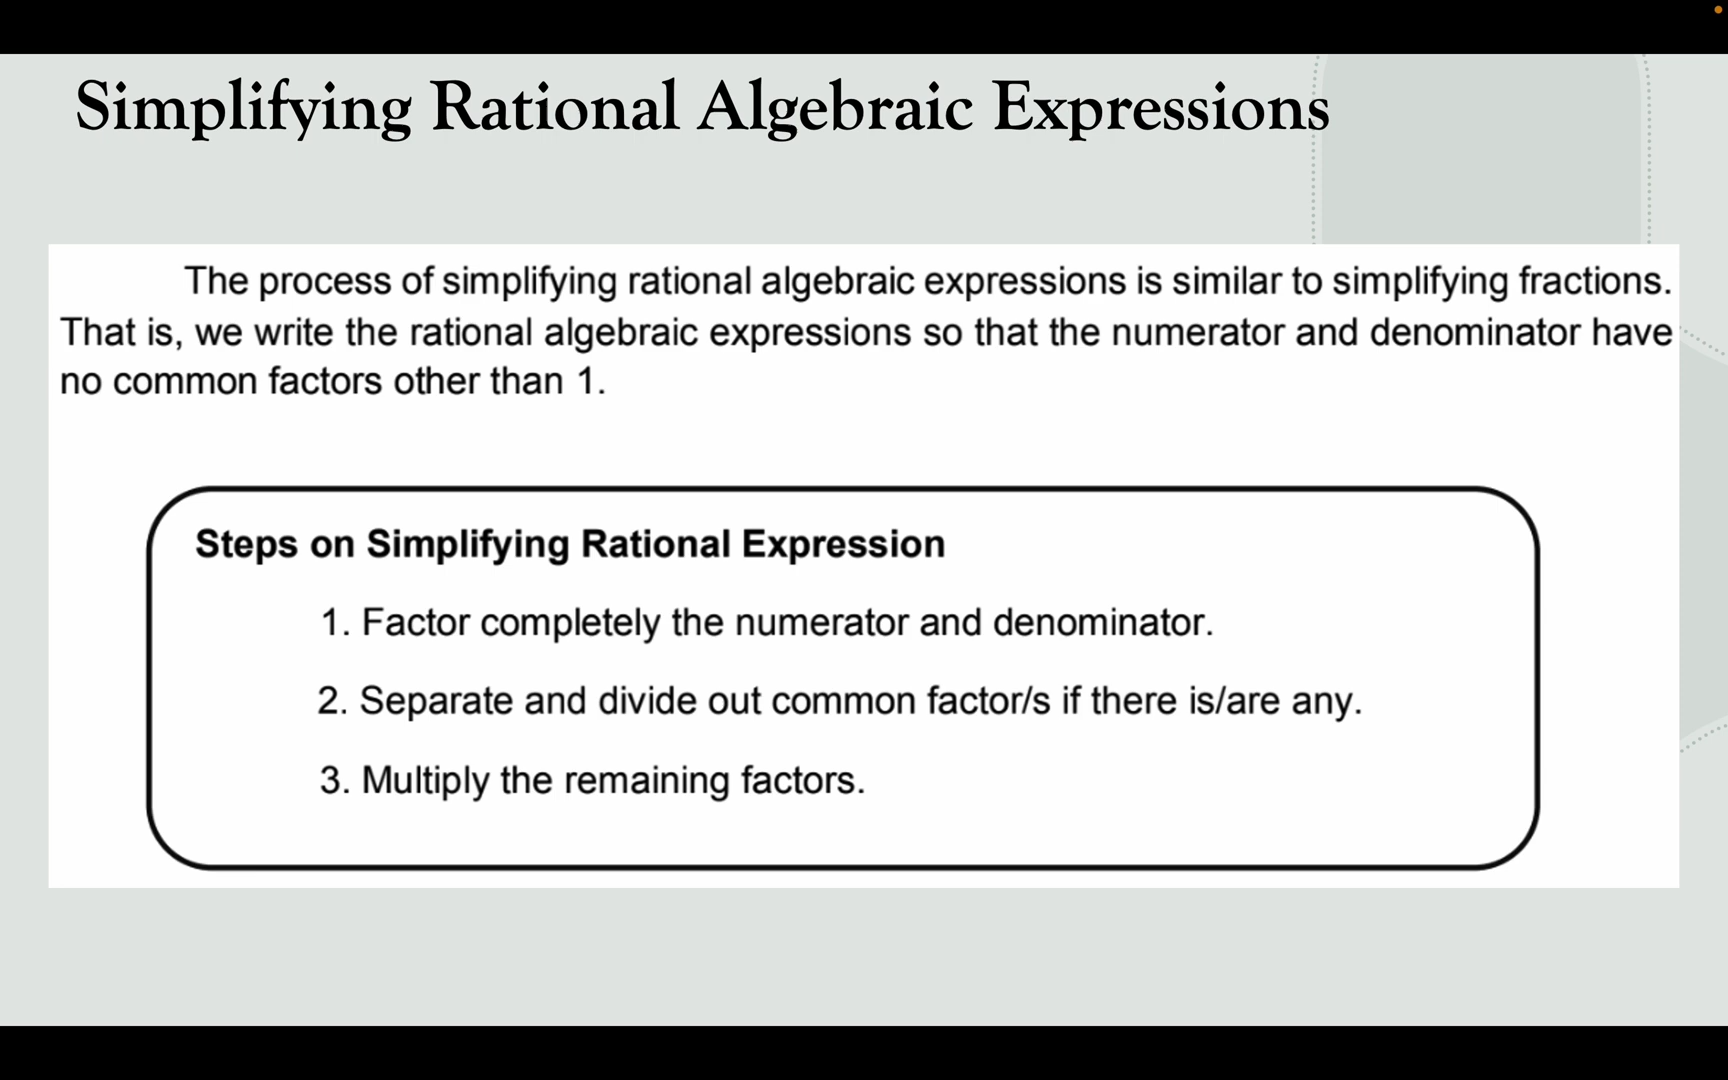 Simplifying Rational Algebraic Expressions
The process of simplifying rational algebraic expressions is similar to simplifying fractions.
That is, we write the rational algebraic expressions so that the numerator and denominator have
no common factors other than 1.
Steps on Simplifying Rational Expression
1. Factor completely the numerator and denominator.
2. Separate and divide out common factor/s if there is/are any.
3. Multiply the remaining factors.